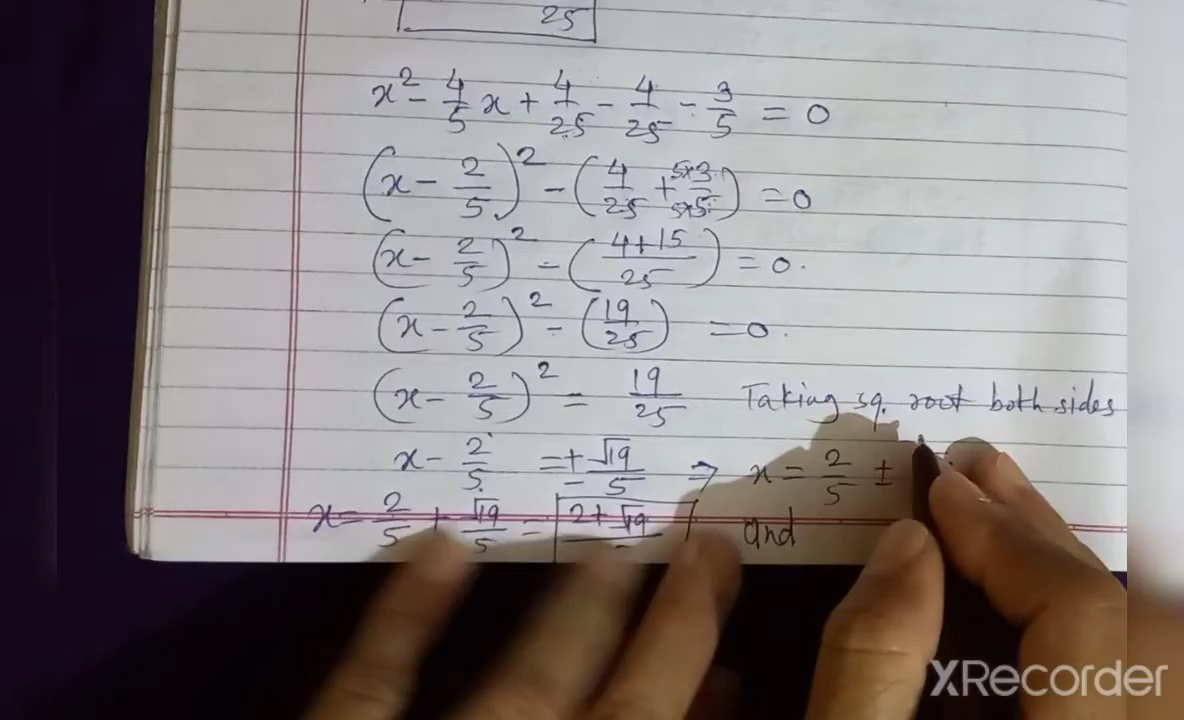 25
x² - 4/5 x + 4/25 - 4/25 - 3/5 = 0
(x - 2/5)² - (4/25 + 5×3/5×5) = 0
(x - 2/5)² - (4+15/25) = 0.
(x - 2/5)² - (19/25) = 0.
(x - 2/5)² = 19/25 Taking sq. root both sides
x - 2/5 = ± √19/5 ⇒ x = 2/5 ±
x = 2/5 + √19/5 = 2+√19 and
XRecorder